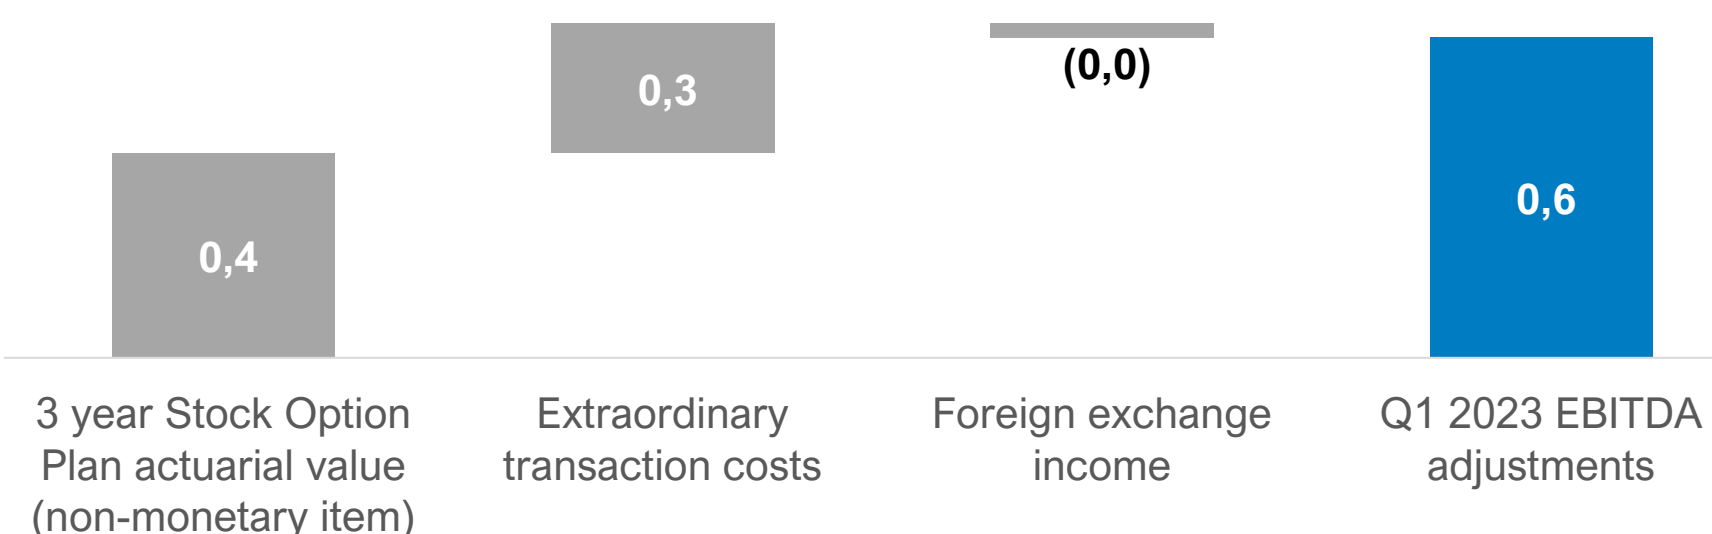 0,4
0,3
(0,0)
0,6
3 year Stock Option
Plan actuarial value
(non-monetary item)
Extraordinary
transaction costs
Foreign exchange
income
Q1 2023 EBITDA
adjustments